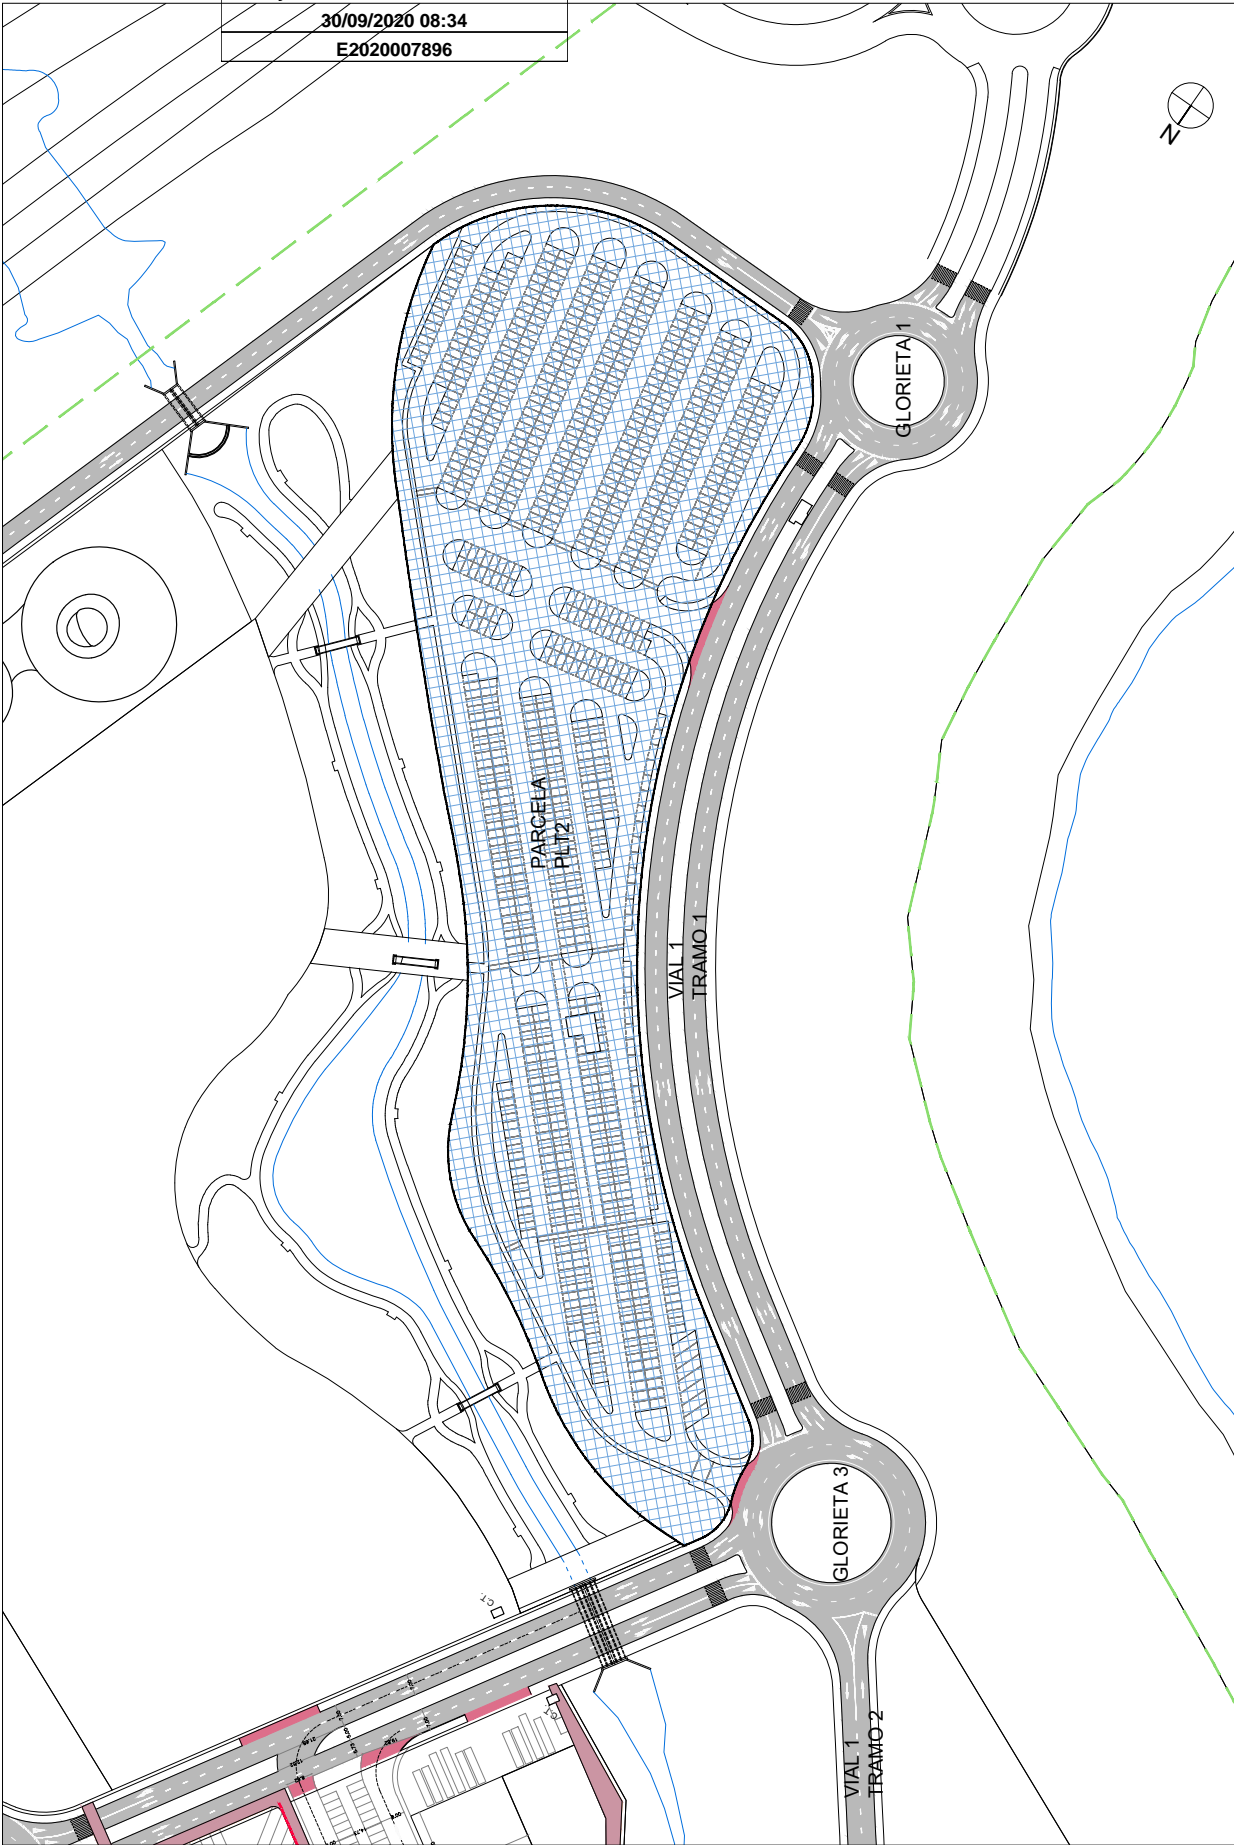 30/09/2020 08:34
E2020007896
N
GLORIETA 1
PARCELA
PLT2
VIAL 1
TRAMO 1
GLORIETA 3
C.T.
C.T.
VIAL 1
TRAMO 2